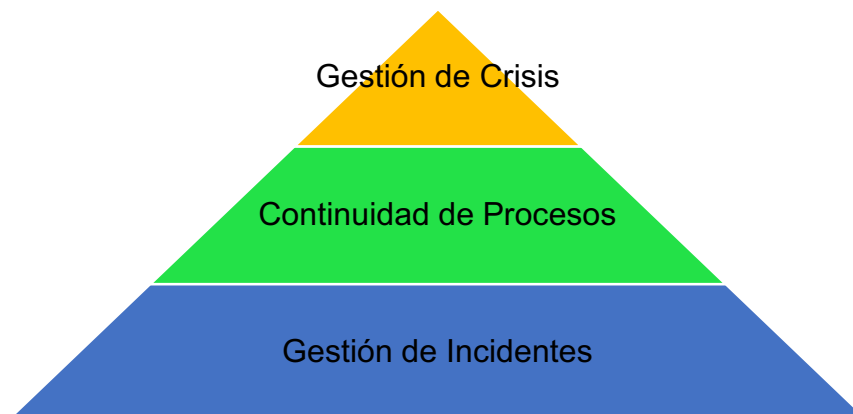 Gestión de Crisis
Continuidad de Procesos
Gestión de Incidentes